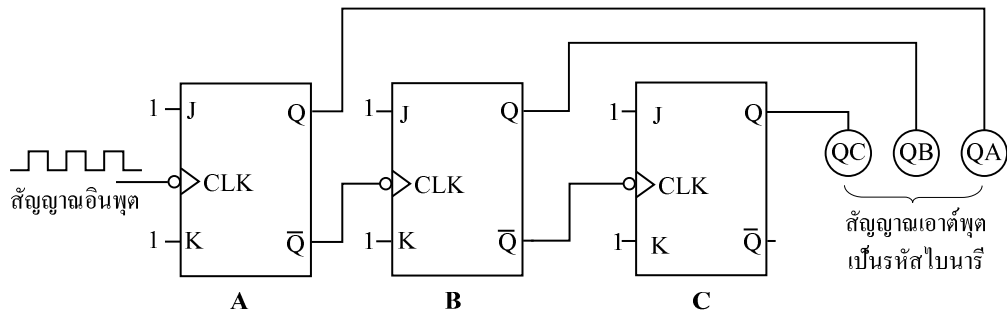 1 J Q 1 J Q 1 J Q
QC QB QA
CLK CLK CLK
สัญญาณอินพุต
1 K Q̅ 1 K Q̅ 1 K Q̅
สัญญาณเอาต์พุต
เป็นรหัสไบนารี
A B C